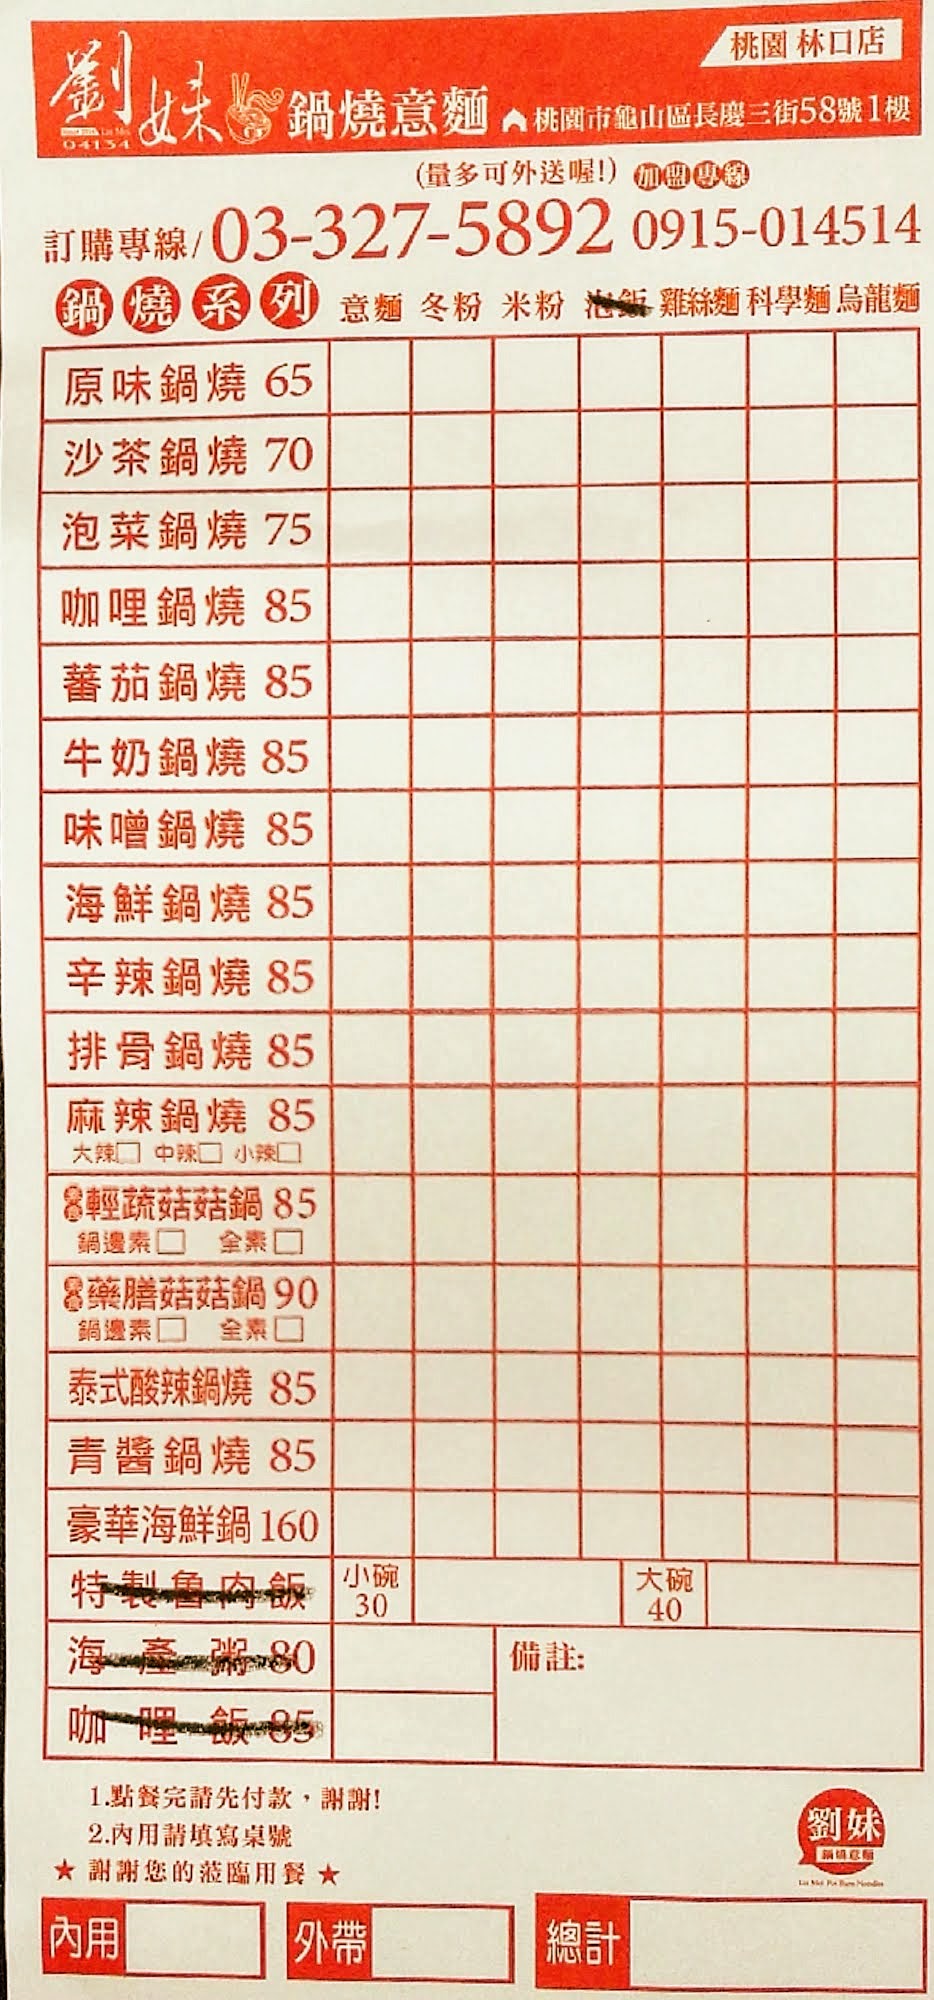 桃園 林口店
劉妹 鍋燒意麵 桃園市龜山區長慶三街58號1樓
04134
(量多可外送喔!) 加盟專線
訂購專線/03-327-5892 0915-014514
鍋燒系列 意麵 冬粉 米粉 泡飯 雞絲麵 科學麵 烏龍麵
原味鍋燒 65
沙茶鍋燒 70
泡菜鍋燒 75
咖哩鍋燒 85
蕃茄鍋燒 85
牛奶鍋燒 85
味噌鍋燒 85
海鮮鍋燒 85
辛辣鍋燒 85
排骨鍋燒 85
麻辣鍋燒 85
大辣□ 中辣□ 小辣□
素食 輕蔬菇菇鍋 85
鍋邊素□ 全素□
素食 藥膳菇菇鍋 90
鍋邊素□ 全素□
泰式酸辣鍋燒 85
青醬鍋燒 85
豪華海鮮鍋 160
特製魯肉飯 小碗 30 大碗 40
海產粥 80 備註:
咖哩飯 85
1.點餐完請先付款，謝謝!
2.內用請填寫桌號
★ 謝謝您的蒞臨用餐 ★
劉妹
鍋燒意麵
Liu Mei Pot Burn Noodles
內用 外帶 總計